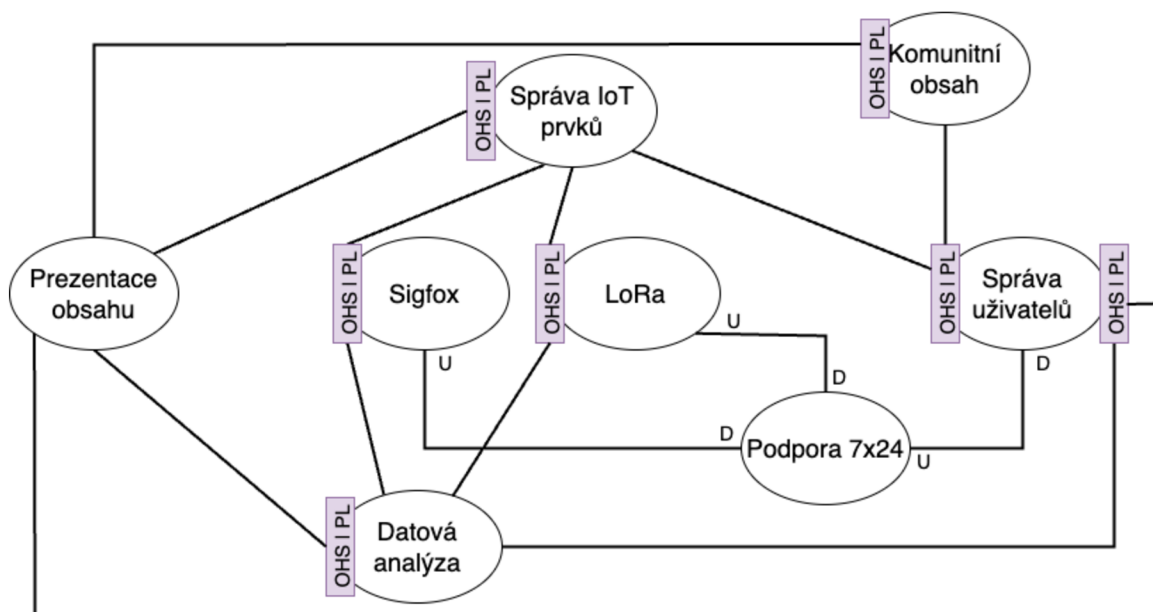 OHS I PL
Komunitní
obsah
OHS I PL
Správa IoT
prvků
Prezentace
obsahu
OHS I PL
Sigfox
OHS I PL
LoRa
OHS I PL
Správa
uživatelů
OHS I PL
U
U
D
D
D
Podpora 7x24
U
OHS I PL
Datová
analýza